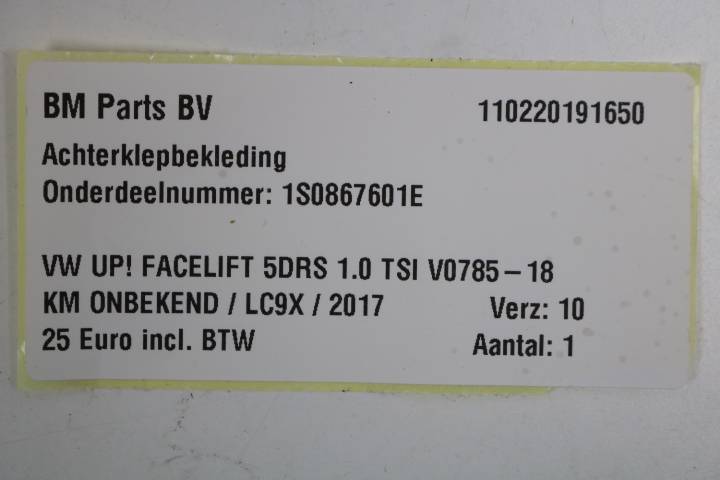 BM Parts BV 110220191650
Achterklepbekleding
Onderdeelnummer: 1S0867601E
VW UP! FACELIFT 5DRS 1.0 TSI V0785-18
KM ONBEKEND / LC9X / 2017 Verz: 10
25 Euro incl. BTW Aantal: 1